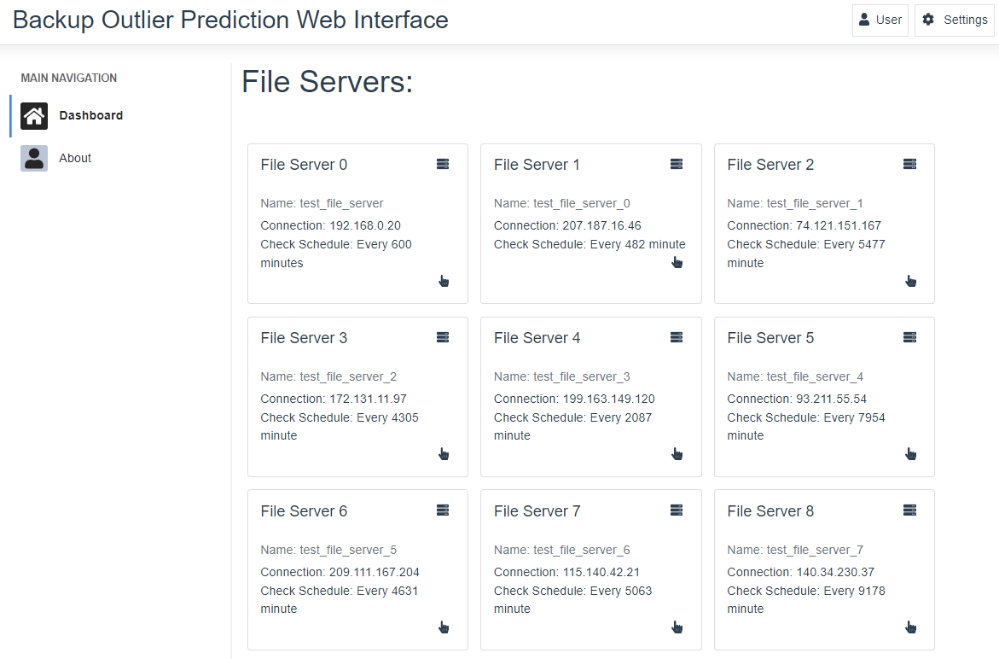 Backup Outlier Prediction Web Interface
User
Settings
MAIN NAVIGATION
Dashboard
About
File Servers:
File Server 0
Name: test_file_server
Connection: 192.168.0.20
Check Schedule: Every 600
minutes
File Server 1
Name: test_file_server_0
Connection: 207.187.16.46
Check Schedule: Every 482 minute
File Server 2
Name: test_file_server_1
Connection: 74.121.151.167
Check Schedule: Every 5477
minute
File Server 3
Name: test_file_server_2
Connection: 172.131.11.97
Check Schedule: Every 4305
minute
File Server 4
Name: test_file_server_3
Connection: 199.163.149.120
Check Schedule: Every 2087
minute
File Server 5
Name: test_file_server_4
Connection: 93.211.55.54
Check Schedule: Every 7954
minute
File Server 6
Name: test_file_server_5
Connection: 209.111.167.204
Check Schedule: Every 4631
minute
File Server 7
Name: test_file_server_6
Connection: 115.140.42.21
Check Schedule: Every 5063
minute
File Server 8
Name: test_file_server_7
Connection: 140.34.230.37
Check Schedule: Every 9178
minute